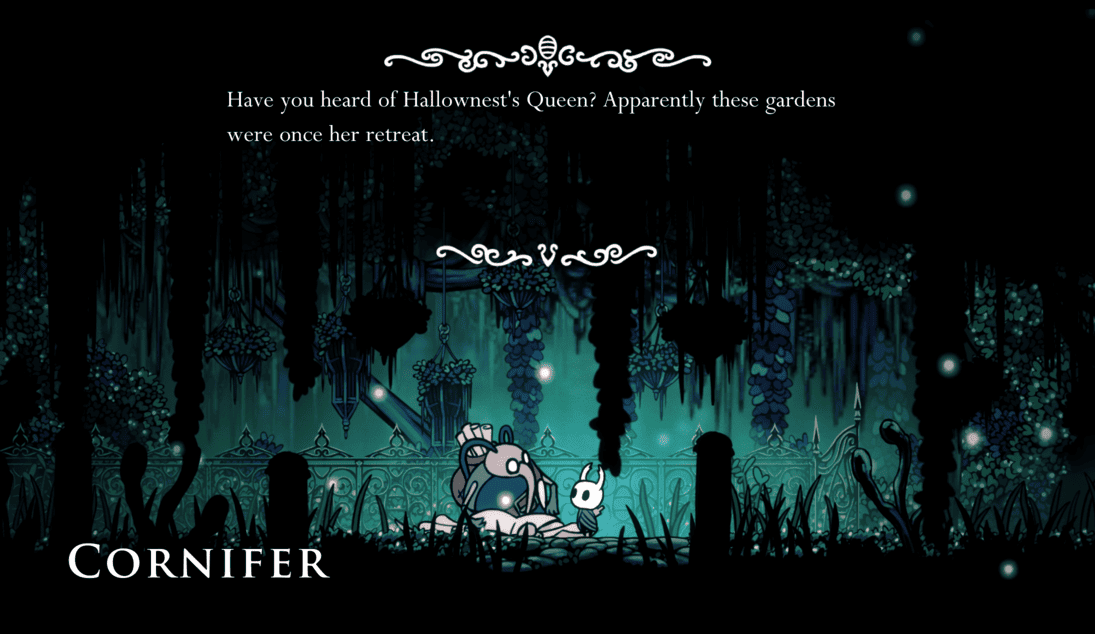 Have you heard of Hallownest's Queen? Apparently these gardens
were once her retreat.
CORNIFER